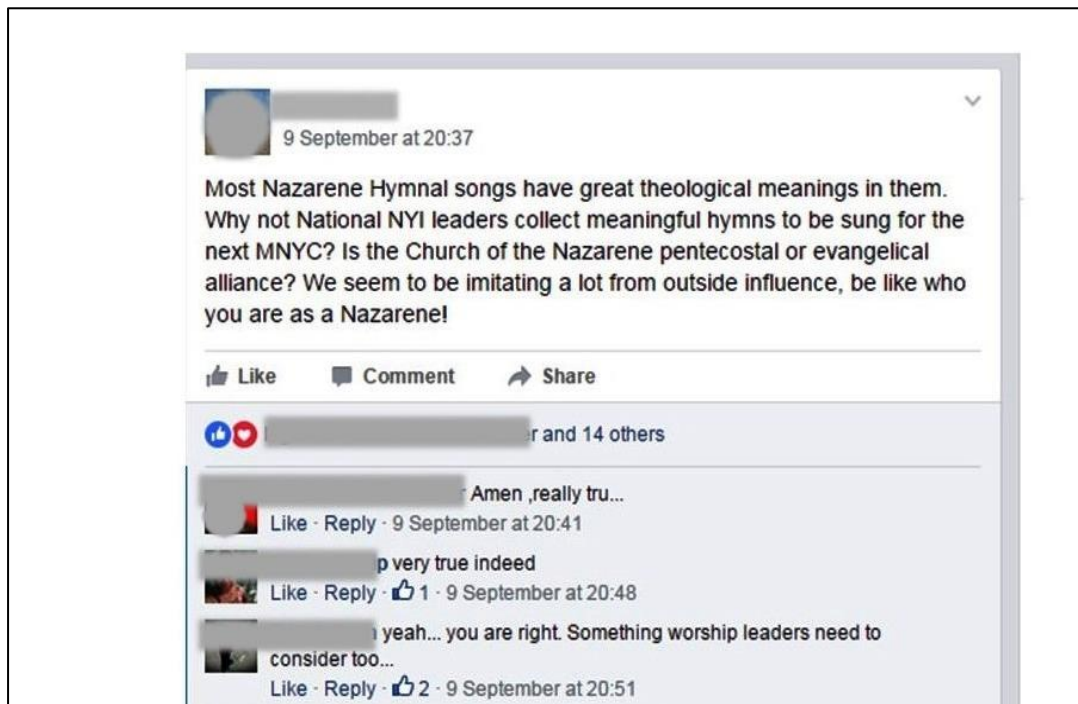 9 September at 20:37
Most Nazarene Hymnal songs have great theological meanings in them.
Why not National NYI leaders collect meaningful hymns to be sung for the
next MNYC? Is the Church of the Nazarene pentecostal or evangelical
alliance? We seem to be imitating a lot from outside influence, be like who
you are as a Nazarene!
Like Comment Share
and 14 others
Amen ,really tru...
Like · Reply · 9 September at 20:41
very true indeed
Like · Reply · 1 · 9 September at 20:48
yeah... you are right. Something worship leaders need to
consider too...
Like · Reply · 2 · 9 September at 20:51